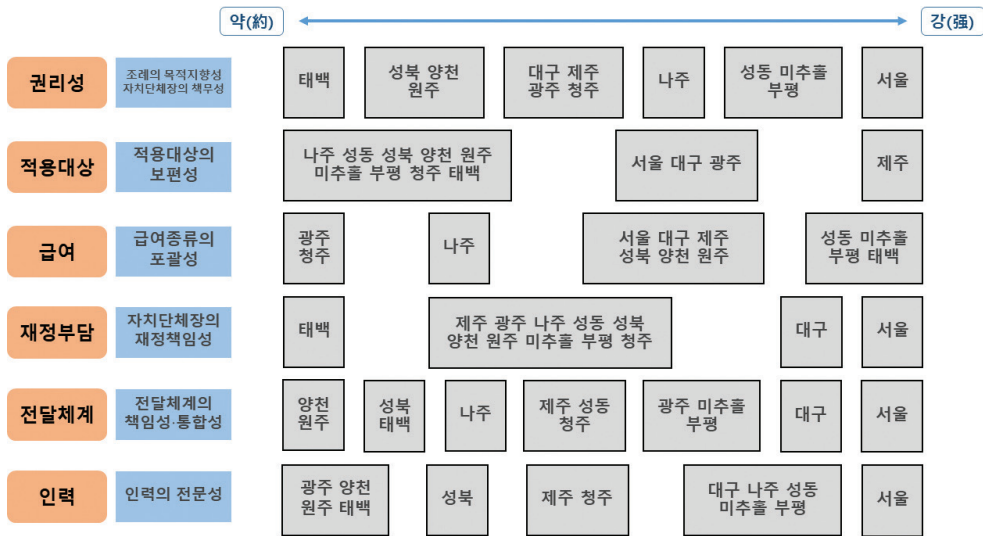 약(約)
강(强)
권리성
조례의 목적지향성
자치단체장의 책무성
태백
성북 양천
원주
대구 제주
광주 청주
나주
성동 미추홀
부평
서울
적용대상
적용대상의
보편성
나주 성동 성북 양천 원주
미추홀 부평 청주 태백
서울 대구 광주
제주
급여
급여종류의
포괄성
광주
청주
나주
서울 대구 제주
성북 양천 원주
성동 미추홀
부평 태백
재정부담
자치단체장의
재정책임성
태백
제주 광주 나주 성동 성북
양천 원주 미추홀 부평 청주
대구
서울
전달체계
전달체계의
책임성·통합성
양천
원주
성북
태백
나주
제주 성동
청주
광주 미추홀
부평
대구
서울
인력
인력의 전문성
광주 양천
원주 태백
성북
제주 청주
대구 나주 성동
미추홀 부평
서울